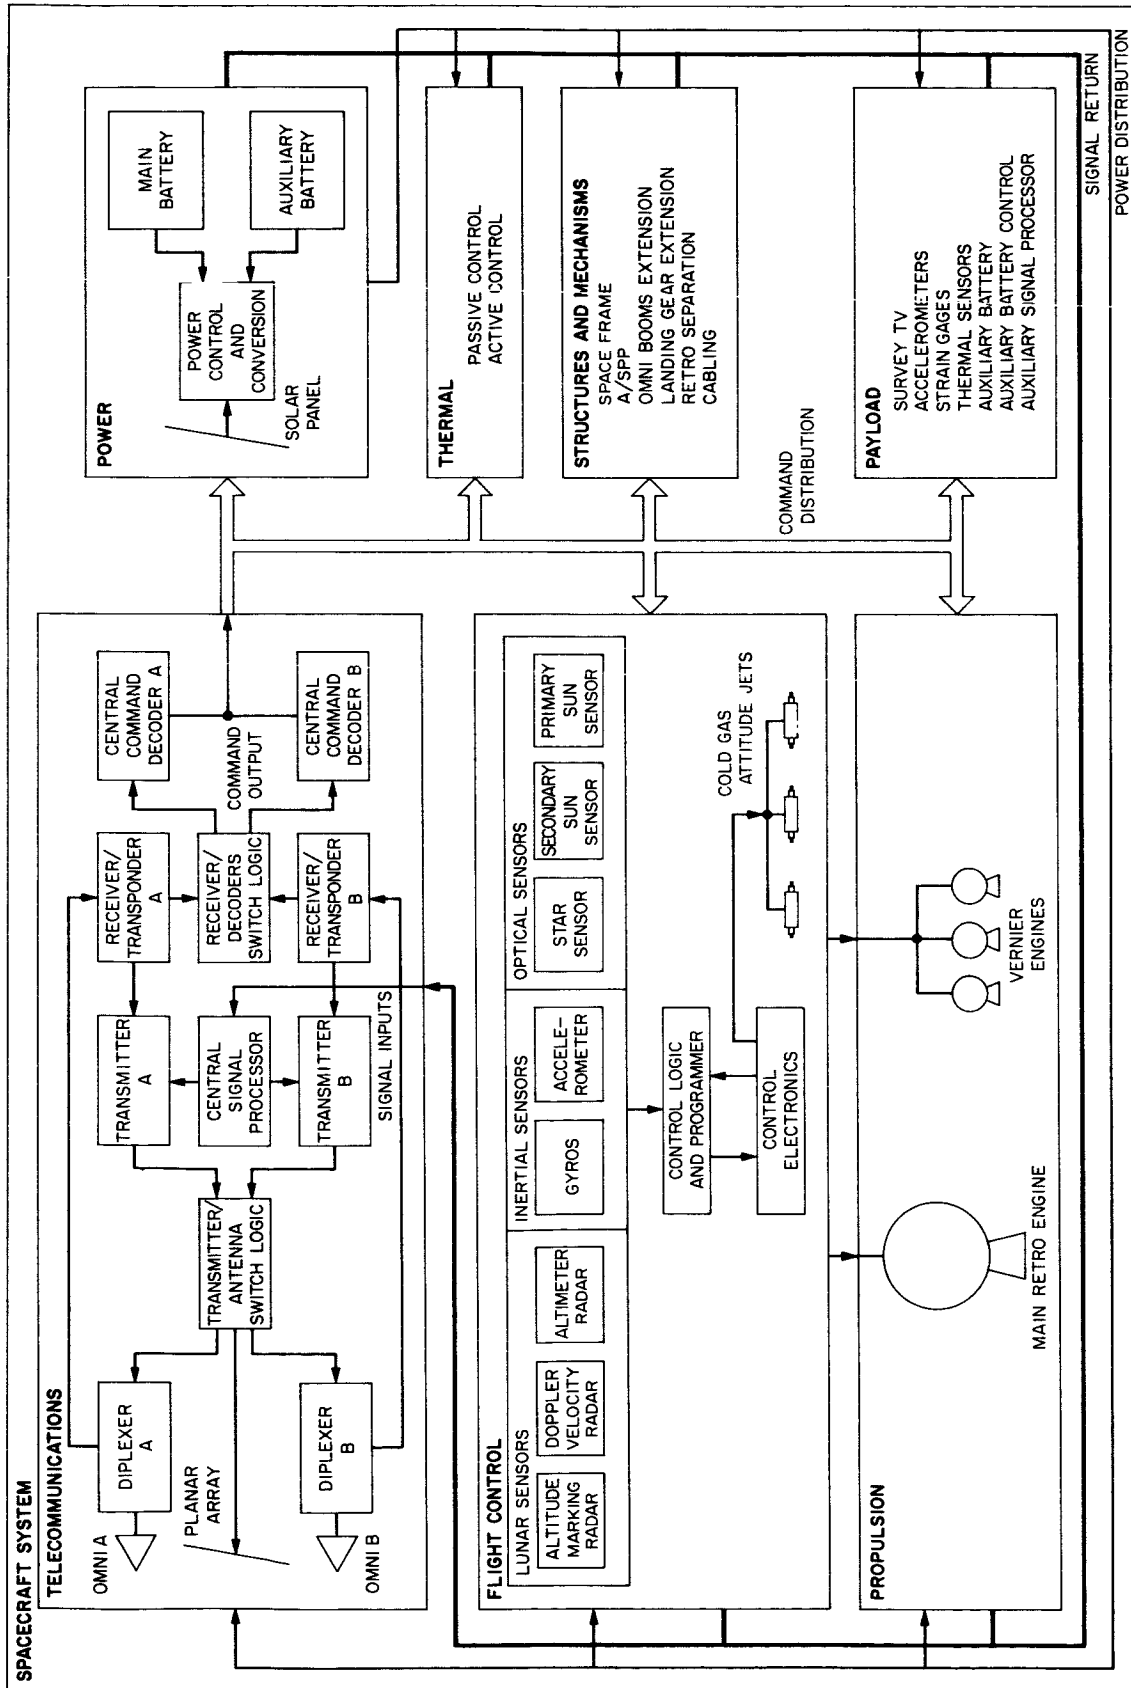 SPACECRAFT SYSTEM
TELECOMMUNICATIONS
OMNI A
DIPLEXER
A
PLANAR
ARRAY
OMNI B
DIPLEXER
B
TRANSMITTER/
ANTENNA
SWITCH LOGIC
TRANSMITTER
A
CENTRAL
SIGNAL
PROCESSOR
TRANSMITTER
B
SIGNAL INPUTS
RECEIVER/
TRANSPONDER
A
RECEIVER/
DECODERS
SWITCH LOGIC
RECEIVER/
TRANSPONDER
B
CENTRAL
COMMAND
DECODER A
COMMAND
OUTPUT
CENTRAL
COMMAND
DECODER B
POWER
SOLAR
PANEL
POWER
CONTROL
AND
CONVERSION
MAIN
BATTERY
AUXILIARY
BATTERY
FLIGHT CONTROL
LUNAR SENSORS
ALTITUDE
MARKING
RADAR
DOPPLER
VELOCITY
RADAR
ALTIMETER
RADAR
INERTIAL SENSORS
GYROS
ACCELE-
ROMETER
OPTICAL SENSORS
STAR
SENSOR
SECONDARY
SUN
SENSOR
PRIMARY
SUN
SENSOR
CONTROL LOGIC
AND PROGRAMMER
CONTROL
ELECTRONICS
COLD GAS
ATTITUDE JETS
THERMAL
PASSIVE CONTROL
ACTIVE CONTROL
STRUCTURES AND MECHANISMS
SPACE FRAME
A/SPP
OMNI BOOMS EXTENSION
LANDING GEAR EXTENSION
RETRO SEPARATION
CABLING
COMMAND
DISTRIBUTION
PROPULSION
MAIN RETRO ENGINE
VERNIER
ENGINES
PAYLOAD
SURVEY TV
ACCELEROMETERS
STRAIN GAGES
THERMAL SENSORS
AUXILIARY BATTERY
AUXILIARY BATTERY CONTROL
AUXILIARY SIGNAL PROCESSOR
SIGNAL RETURN
POWER DISTRIBUTION